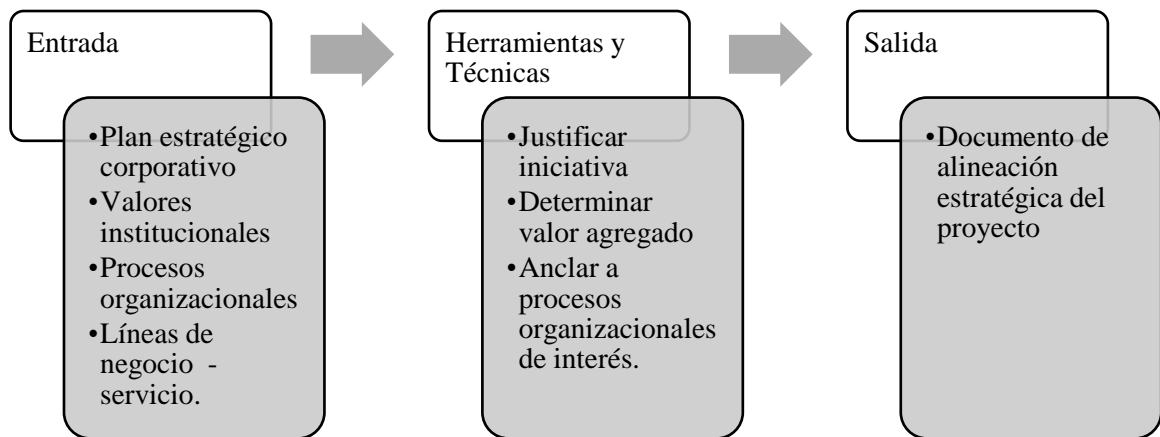 Entrada
•Plan estratégico
corporativo
•Valores
institucionales
•Procesos
organizacionales
•Líneas de
negocio -
servicio.
Herramientas y
Técnicas
•Justificar
iniciativa
•Determinar
valor agregado
•Anclar a
procesos
organizacionales
de interés.
Salida
•Documento de
alineación
estratégica del
proyecto